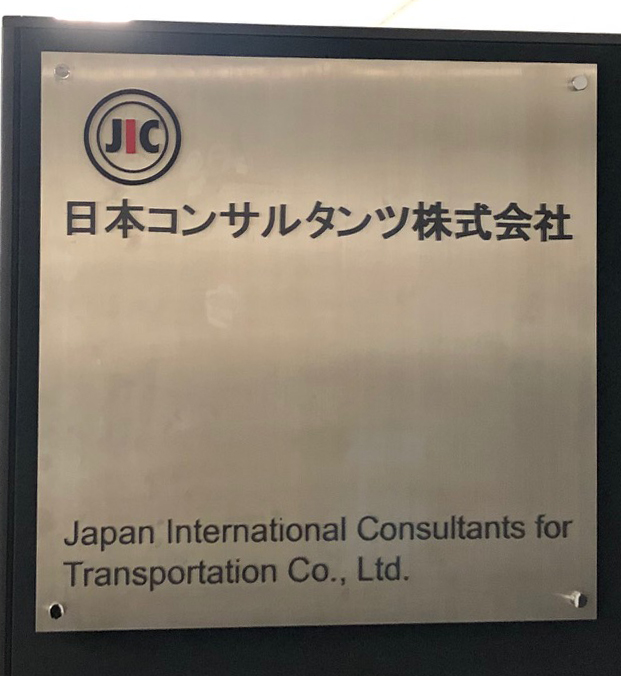 JIC
日本コンサルタンツ株式会社
Japan International Consultants for
Transportation Co., Ltd.